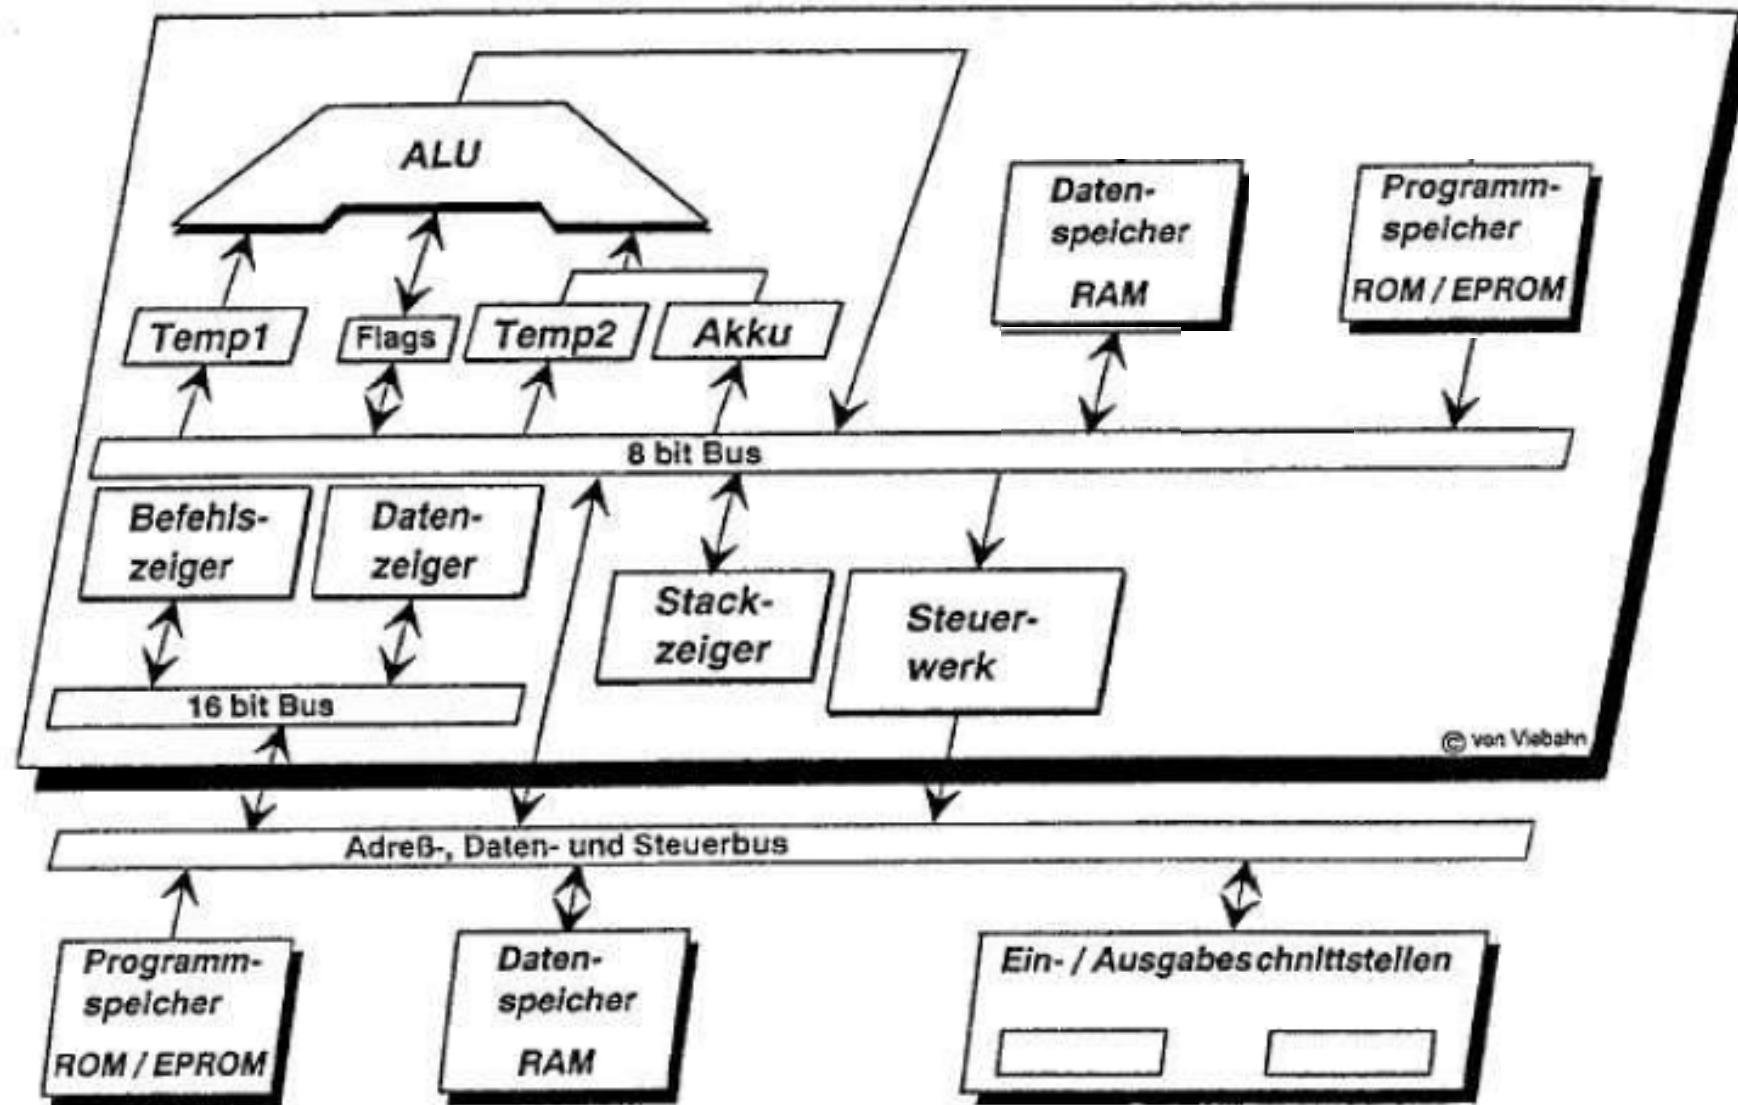 ALU
Daten-
speicher
RAM
Programm-
speicher
ROM / EPROM
Temp1
Flags
Temp2
Akku
8 bit Bus
Befehls-
zeiger
Daten-
zeiger
Stack-
zeiger
Steuer-
werk
16 bit Bus
© von Viebahn
Adreß-, Daten- und Steuerbus
Programm-
speicher
ROM / EPROM
Daten-
speicher
RAM
Ein- / Ausgabeschnittstellen